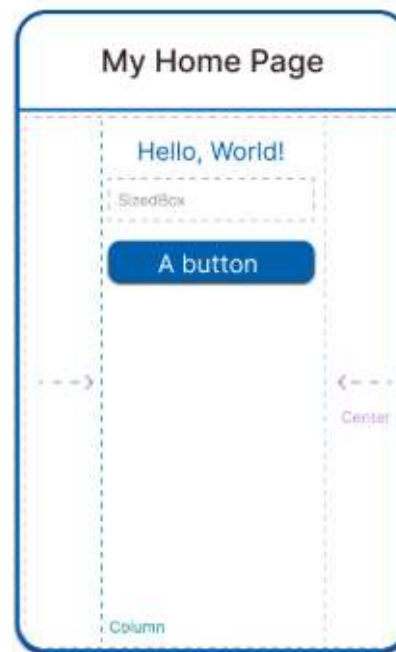 My Home Page
Hello, World!
SizedBox
A button
Center
Column